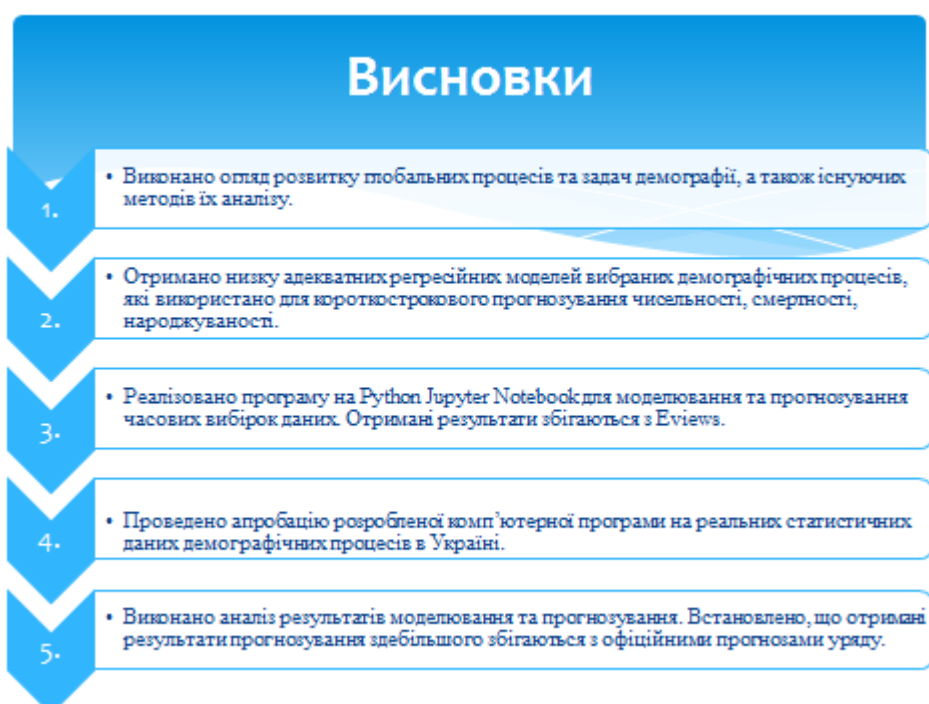 Висновки
1.
• Виконано огляд розвитку глобальних процесів та задач демографії, а також існуючих
методів їх аналізу.
2.
• Отримано низку адекватних регресійних моделей вибраних демографічних процесів,
які використано для короткострокового прогнозування чисельності, смертності,
народжуваності.
3.
• Реалізовано програму на Python Jupyter Notebook для моделювання та прогнозування
часових вибірок даних. Отримані результати збігаються з Eviews.
4.
• Проведено апробацію розробленої комп’ютерної програми на реальних статистичних
даних демографічних процесів в Україні.
5.
• Виконано аналіз результатів моделювання та прогнозування. Встановлено, що отримані
результати прогнозування здебільшого збігаються з офіційними прогнозами уряду.